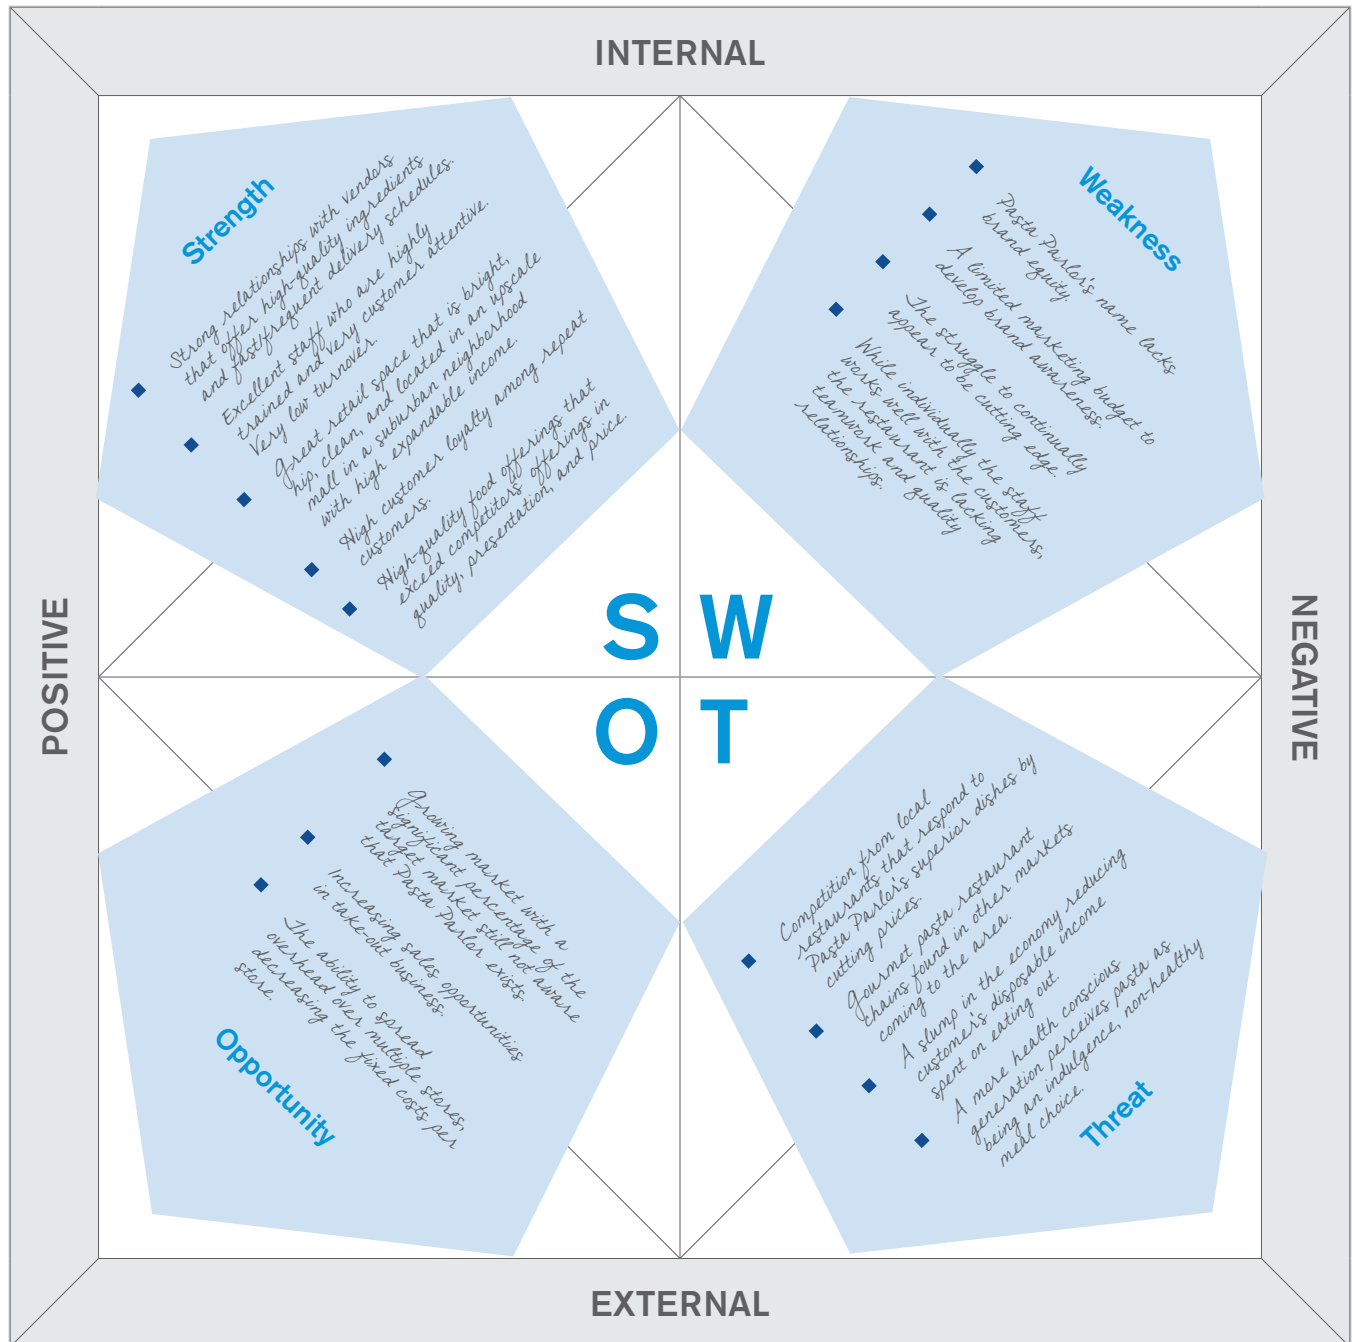 INTERNAL
Strength
Strong relationships with vendors
that offer high-quality ingredients
and fast/frequent delivery schedules.
Excellent staff who are highly
trained and very customer attentive.
Very low turnover.
Great retail space that is bright,
hip, clean, and located in an upscale
mall in a suburban neighborhood
with high expandable income.
High customer loyalty among repeat
customers.
High-quality food offerings that
exceed competitors offerings in
quality, presentation, and price.
Weakness
Pasta Parlor's name lacks
brand equity.
A limited marketing budget to
develop brand awareness.
The struggle to continually
appear to be cutting edge.
While individually the staff
works well with the customers,
the restaurant is lacking
teamwork and quality
relationships.
POSITIVE
S W
O T
NEGATIVE
Growing market with a
significant percentage of the
target market still not aware
that Pasta Parlor exists.
Increasing sales opportunities
in take-out business.
The ability to spread
overhead over multiple stores,
decreasing the fixed costs per
store.
Opportunity
Competition from local
restaurants that respond to
Pasta Parlor's superior dishes by
cutting prices.
Gourmet pasta restaurant
chains found in other markets
coming to the area.
A slump in the economy reducing
customer's disposable income
spent on eating out.
A more health conscious
generation perceives pasta as
being an indulgence, non-healthy
meal choice.
Threat
EXTERNAL